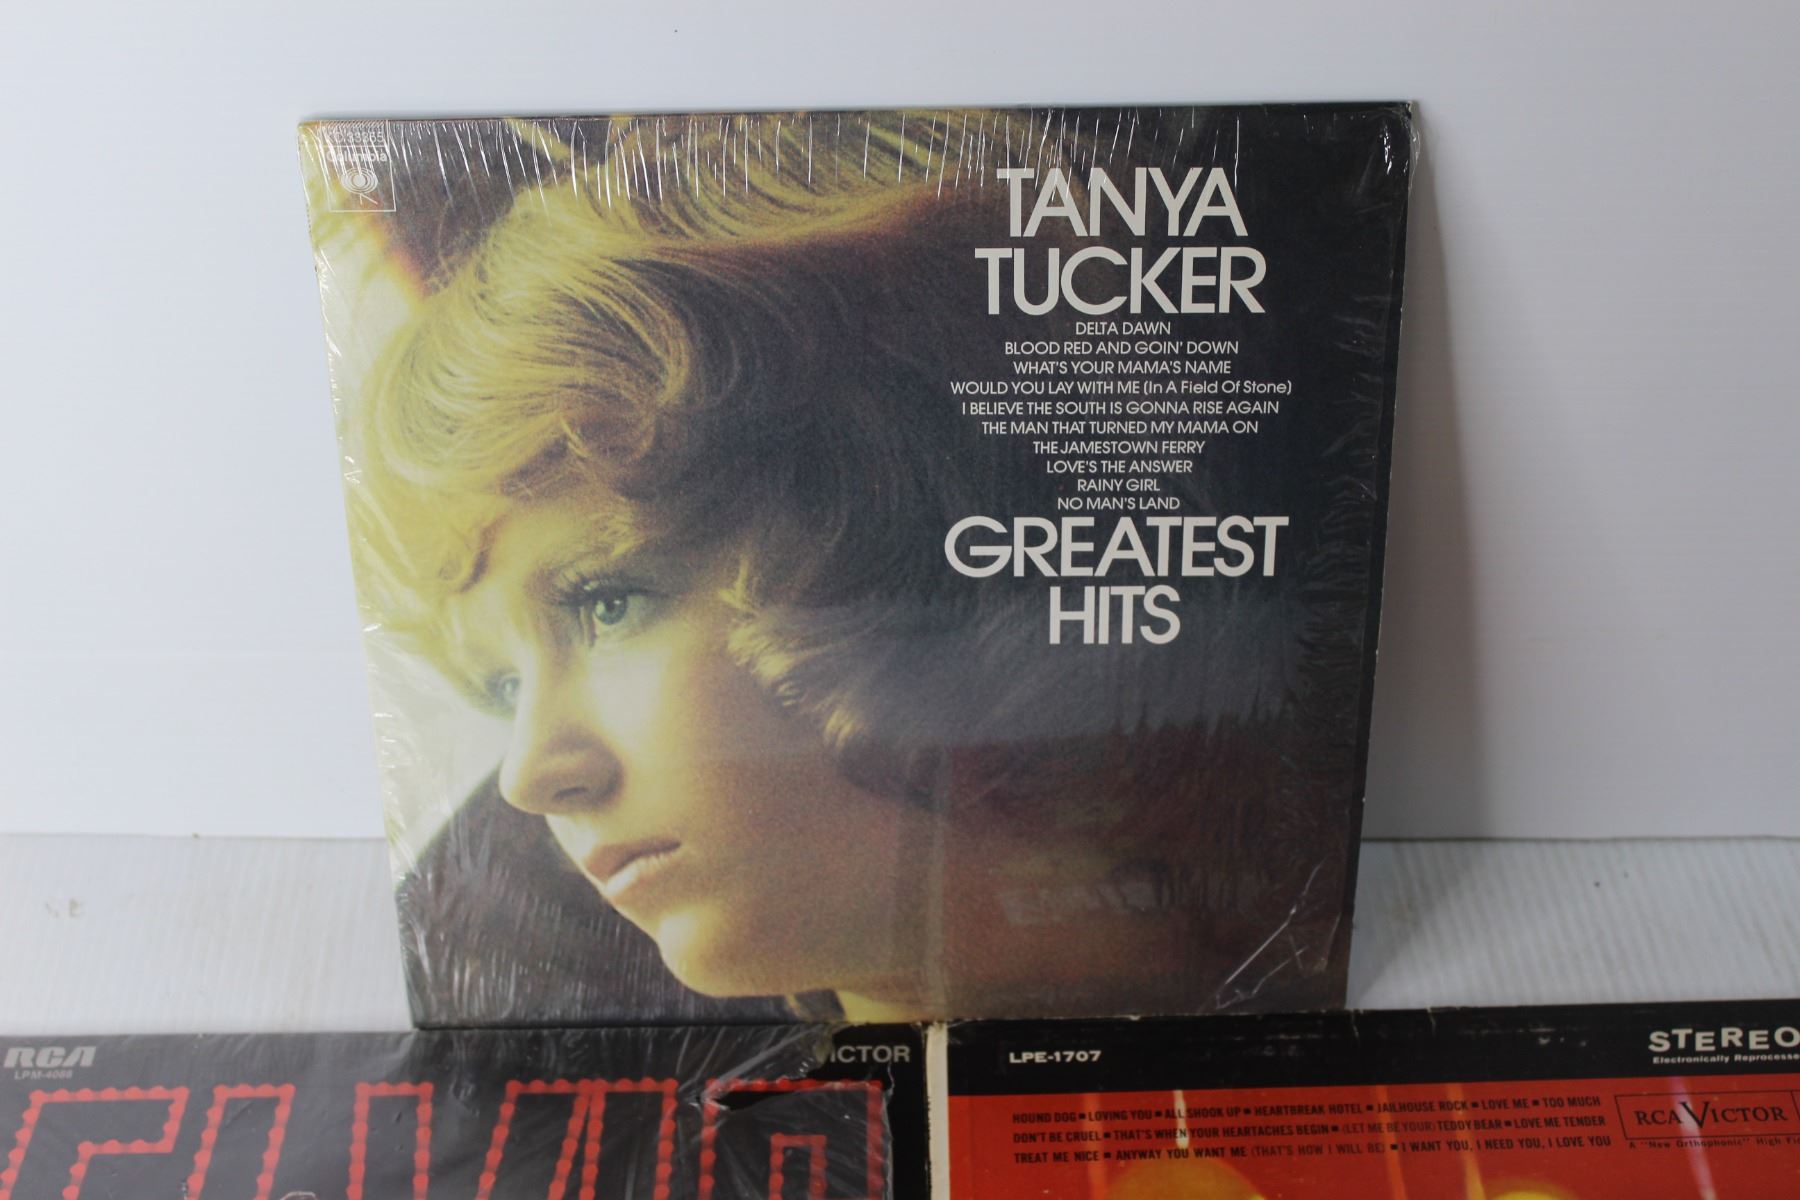 33365
Columbia
TANYA
TUCKER
DELTA DAWN
BLOOD RED AND GOIN' DOWN
WHAT'S YOUR MAMA'S NAME
WOULD YOU LAY WITH ME (In A Field Of Stone)
I BELIEVE THE SOUTH IS GONNA RISE AGAIN
THE MAN THAT TURNED MY MAMA ON
THE JAMESTOWN FERRY
LOVE'S THE ANSWER
RAINY GIRL
NO MAN'S LAND
GREATEST
HITS
RCA VICTOR
LPM-4088
ELVIS
LPE-1707 STEREO
Electronically Reprocesse
HOUND DOG ▪ LOVING YOU ▪ ALL SHOOK UP ▪ HEARTBREAK HOTEL ▪ JAILHOUSE ROCK ▪ LOVE ME ▪ TOO MUCH
DON'T BE CRUEL ▪ THAT'S WHEN YOUR HEARTACHES BEGIN ▪ (LET ME BE YOUR) TEDDY BEAR ▪ LOVE ME TENDER
TREAT ME NICE ▪ ANYWAY YOU WANT ME (THAT'S HOW I WILL BE) ▪ I WANT YOU, I NEED YOU, I LOVE YOU
RCA VICTOR
A "New Orthophonic" High Fi